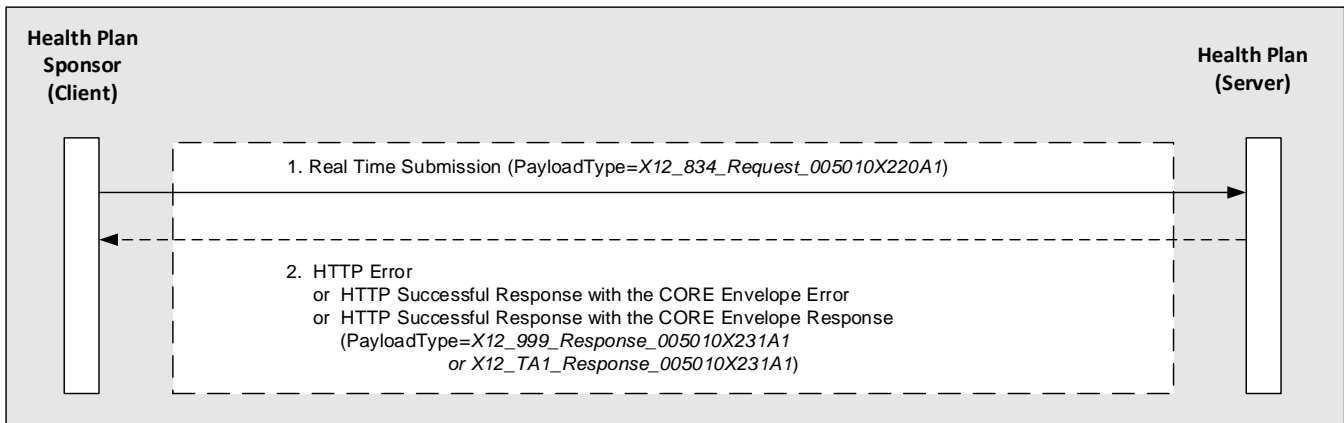 Health Plan
Sponsor
(Client)
Health Plan
(Server)
1. Real Time Submission (PayloadType=X12_834_Request_005010X220A1)
2. HTTP Error
or HTTP Successful Response with the CORE Envelope Error
or HTTP Successful Response with the CORE Envelope Response
(PayloadType=X12_999_Response_005010X231A1
or X12_TA1_Response_005010X231A1)